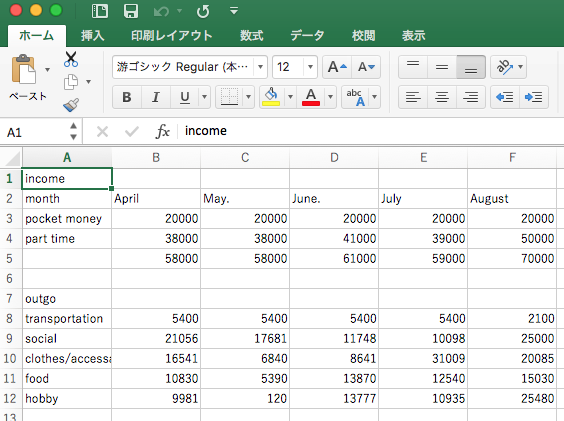 ホーム 挿入 印刷レイアウト 数式 データ 校閲 表示
ペースト
游ゴシック Regular (本… 12 A A
B I U A abc A
A1 fx income
A B C D E F
1 income
2 month April May. June. July August
3 pocket money 20000 20000 20000 20000 20000
4 part time 38000 38000 41000 39000 50000
5 58000 58000 61000 59000 70000
6
7 outgo
8 transportation 5400 5400 5400 5400 2100
9 social 21056 17681 11748 10098 25000
10 clothes/accessa 16541 6840 8641 31009 20085
11 food 10830 5390 13870 12540 15030
12 hobby 9981 120 13777 10935 25480
13